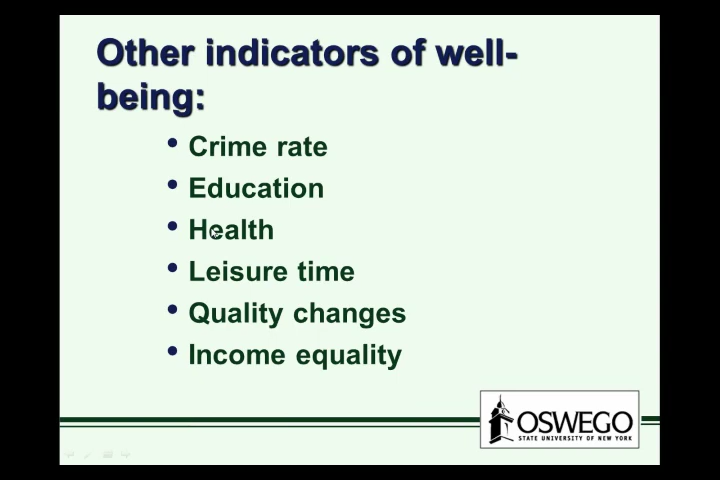 Other indicators of well-
being:
• Crime rate
• Education
• Health
• Leisure time
• Quality changes
• Income equality
OSWEGO
STATE UNIVERSITY OF NEW YORK